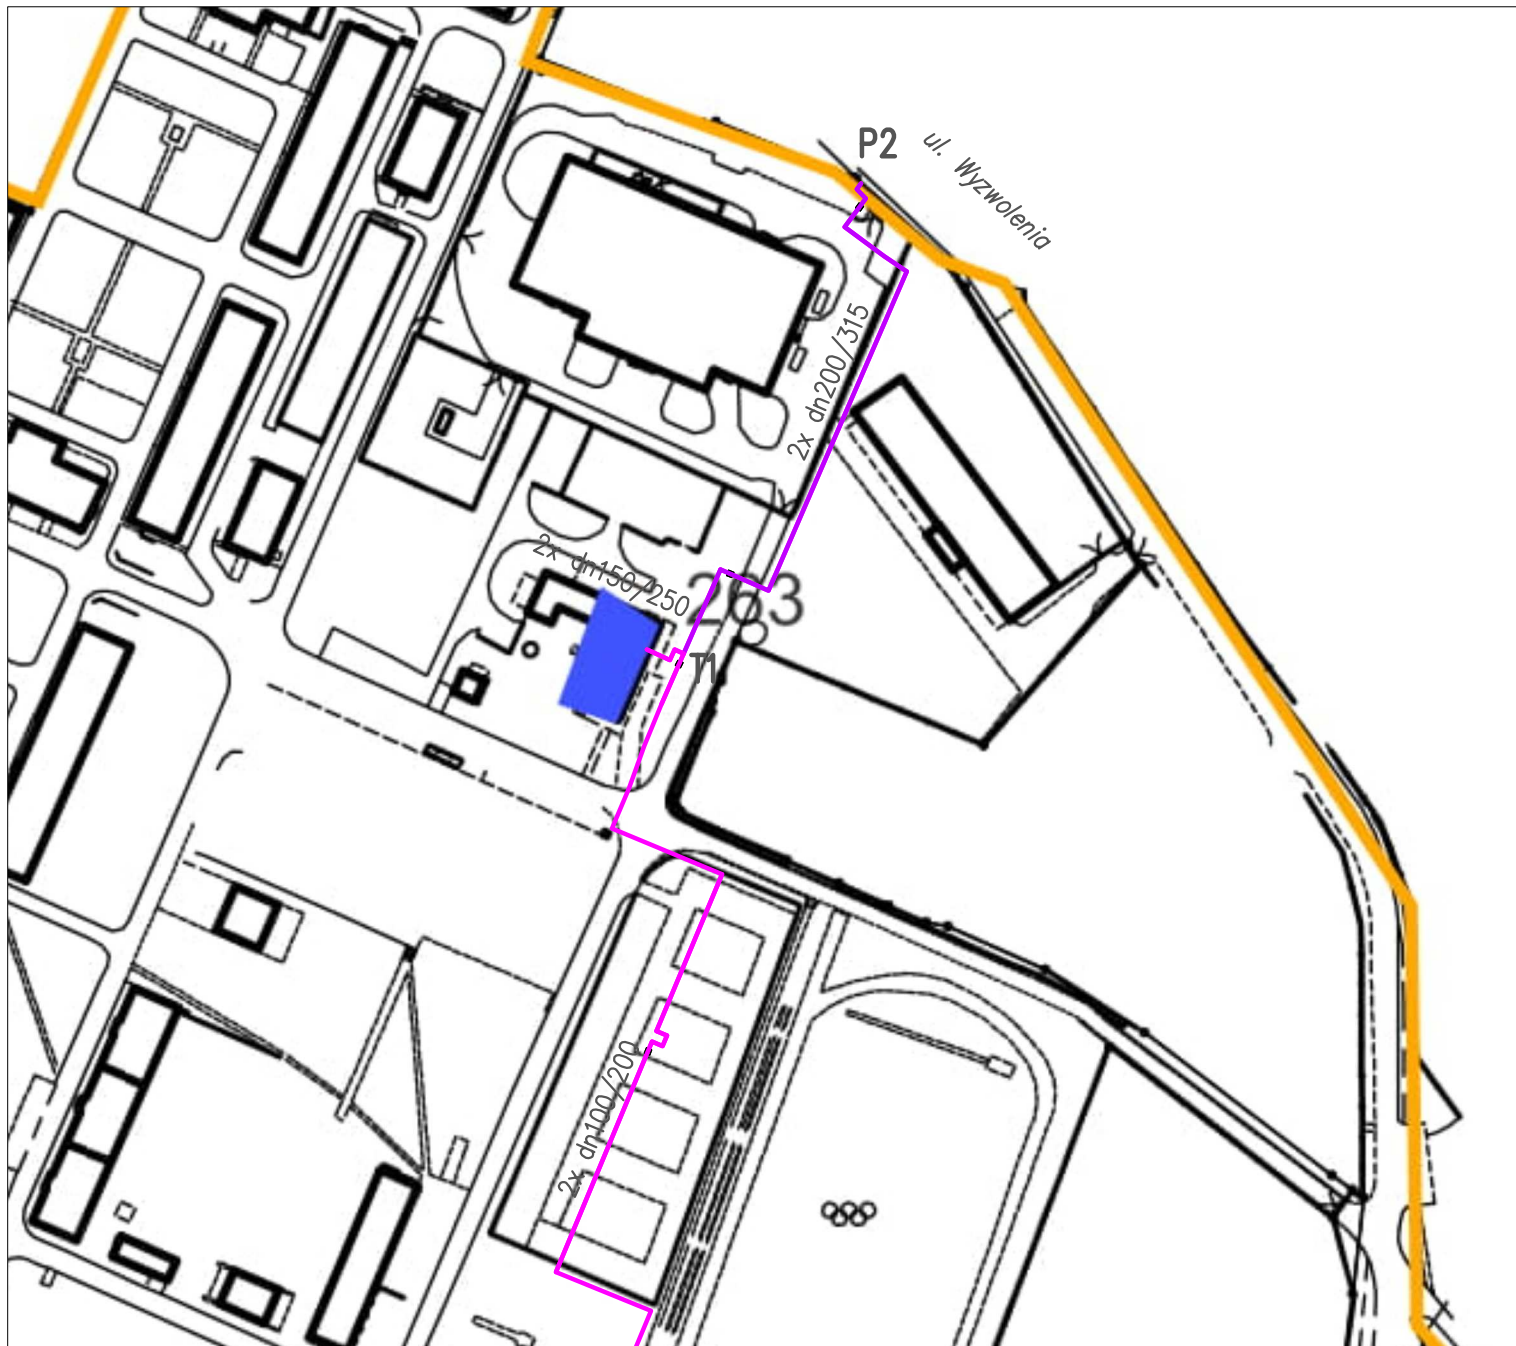 P2
ul. Wyzwolenia
2x dn200/315
2x dn150/250
263
T1
2x dn100/200